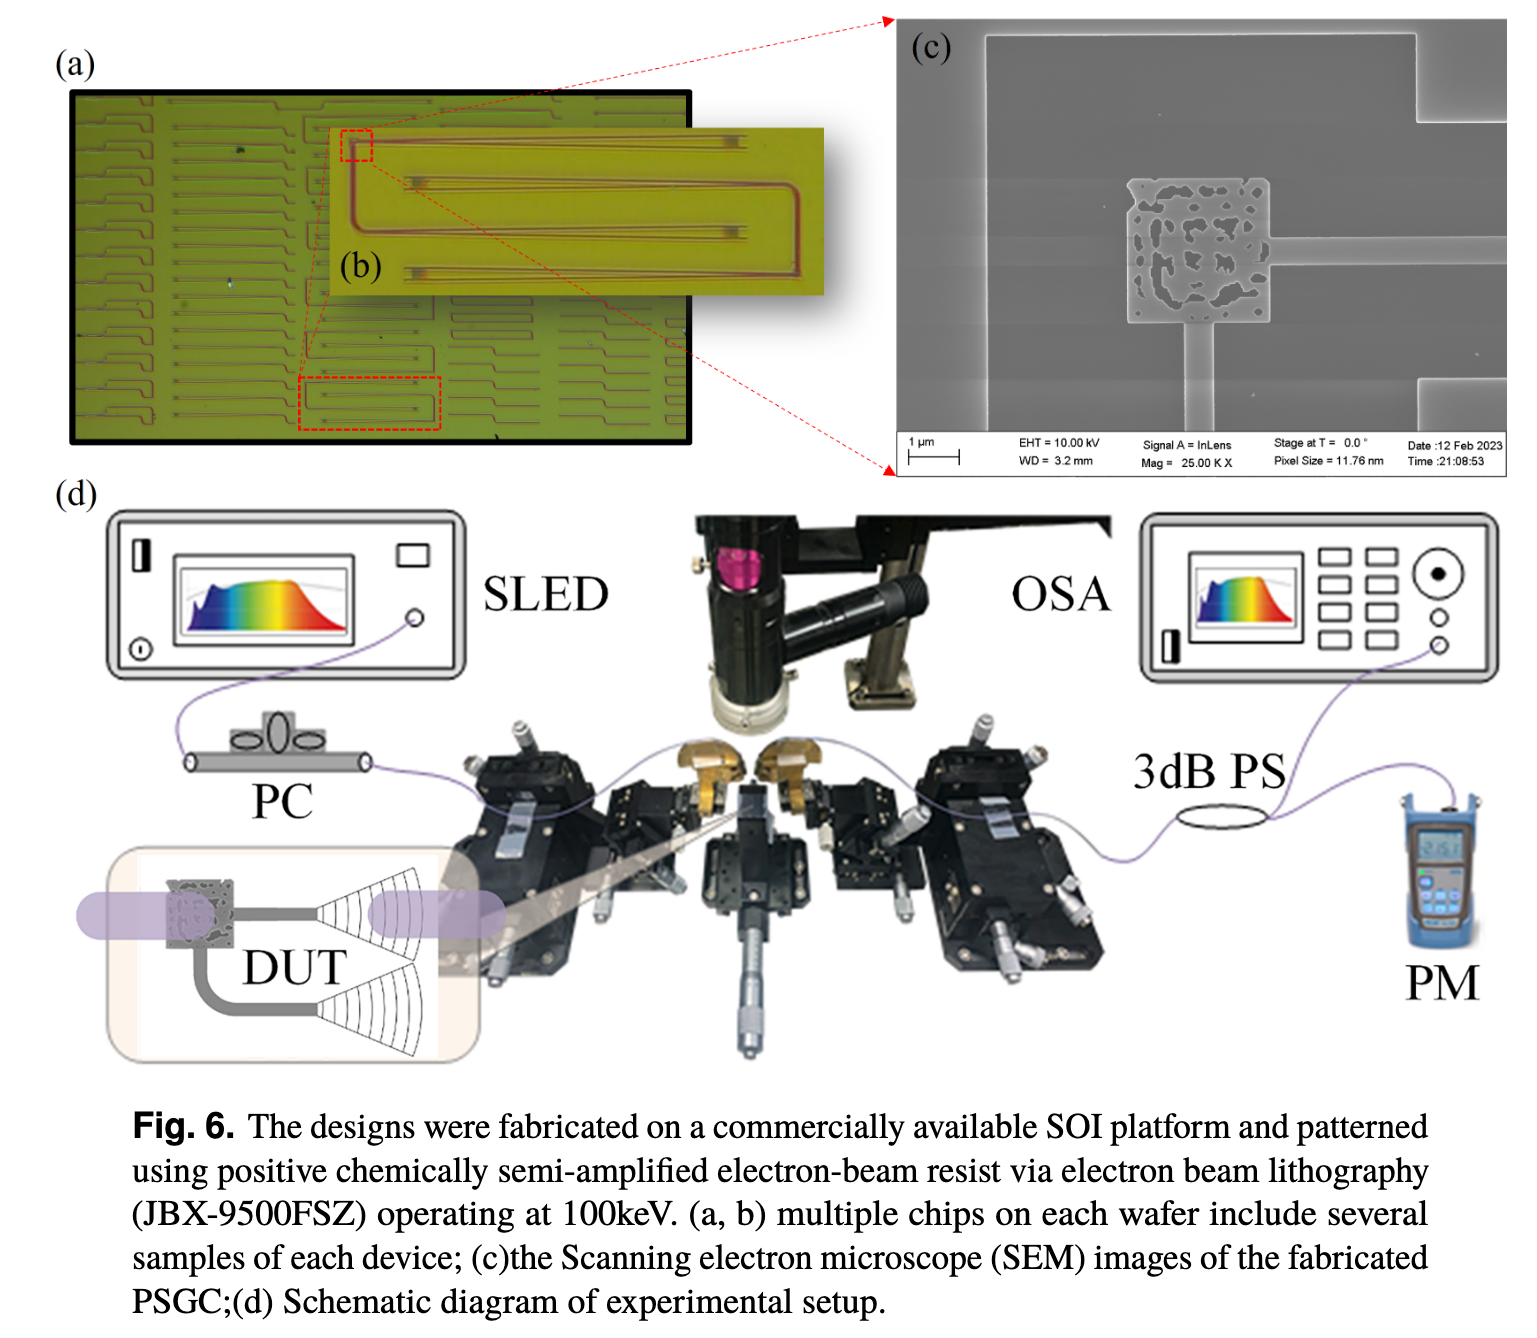 (a)
(b)
(c)
1 μm
EHT = 10.00 kV
WD = 3.2 mm
Signal A = InLens
Mag = 25.00 K X
Stage at T = 0.0 °
Pixel Size = 11.76 nm
Date :12 Feb 2023
Time :21:08:53
(d)
SLED
OSA
PC
3dB PS
DUT
PM
Fig. 6. The designs were fabricated on a commercially available SOI platform and patterned
using positive chemically semi-amplified electron-beam resist via electron beam lithography
(JBX-9500FSZ) operating at 100keV. (a, b) multiple chips on each wafer include several
samples of each device; (c)the Scanning electron microscope (SEM) images of the fabricated
PSGC;(d) Schematic diagram of experimental setup.